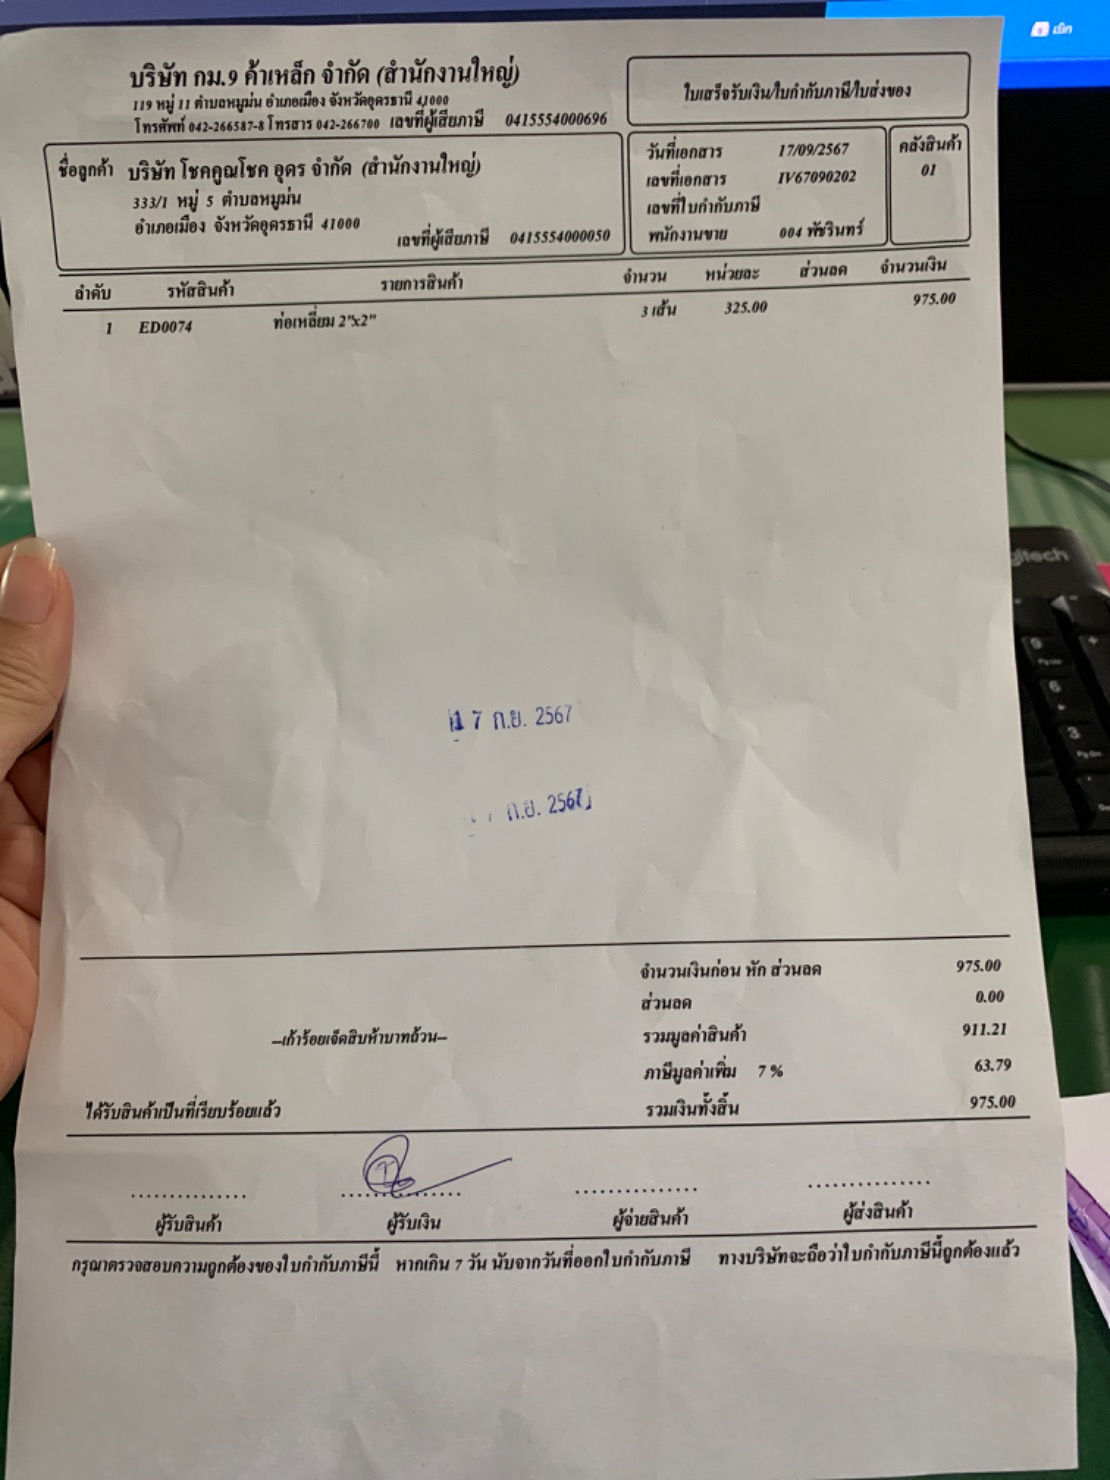 เบิก
บริษัท กม.9 ค้าเหล็ก จำกัด (สำนักงานใหญ่)
119 หมู่ 11 ตำบลหมูม่น อำเภอเมือง จังหวัดอุดรธานี 41000
โทรศัพท์ 042-266587-8 โทรสาร 042-266700 เลขที่ผู้เสียภาษี 0415554000696
ใบเสร็จรับเงิน/ใบกำกับภาษี/ใบส่งของ
ชื่อลูกค้า บริษัท โชคคูณโชค อุดร จำกัด (สำนักงานใหญ่)
333/1 หมู่ 5 ตำบลหมูม่น
อำเภอเมือง จังหวัดอุดรธานี 41000
เลขที่ผู้เสียภาษี 0415554000050
วันที่เอกสาร 17/09/2567
เลขที่เอกสาร IV67090202
เลขที่ใบกำกับภาษี
พนักงานขาย 004 พัชรินทร์
คลังสินค้า
01
ลำดับ รหัสสินค้า รายการสินค้า จำนวน หน่วยละ ส่วนลด จำนวนเงิน
1 ED0074 ท่อเหลี่ยม 2"x2" 3 เส้น 325.00 975.00
17 ก.ย. 2567
7 ก.ย. 2567
จำนวนเงินก่อน หัก ส่วนลด 975.00
ส่วนลด 0.00
--เก้าร้อยเจ็ดสิบห้าบาทถ้วน-- รวมมูลค่าสินค้า 911.21
ภาษีมูลค่าเพิ่ม 7 % 63.79
ได้รับสินค้าเป็นที่เรียบร้อยแล้ว รวมเงินทั้งสิ้น 975.00
ผู้รับสินค้า ผู้รับเงิน ผู้จ่ายสินค้า ผู้ส่งสินค้า
กรุณาตรวจสอบความถูกต้องของใบกำกับภาษีนี้ หากเกิน 7 วัน นับจากวันที่ออกใบกำกับภาษี ทางบริษัทจะถือว่าใบกำกับภาษีนี้ถูกต้องแล้ว
gitech
9
Pg Up
6
3
Pg Dn
+